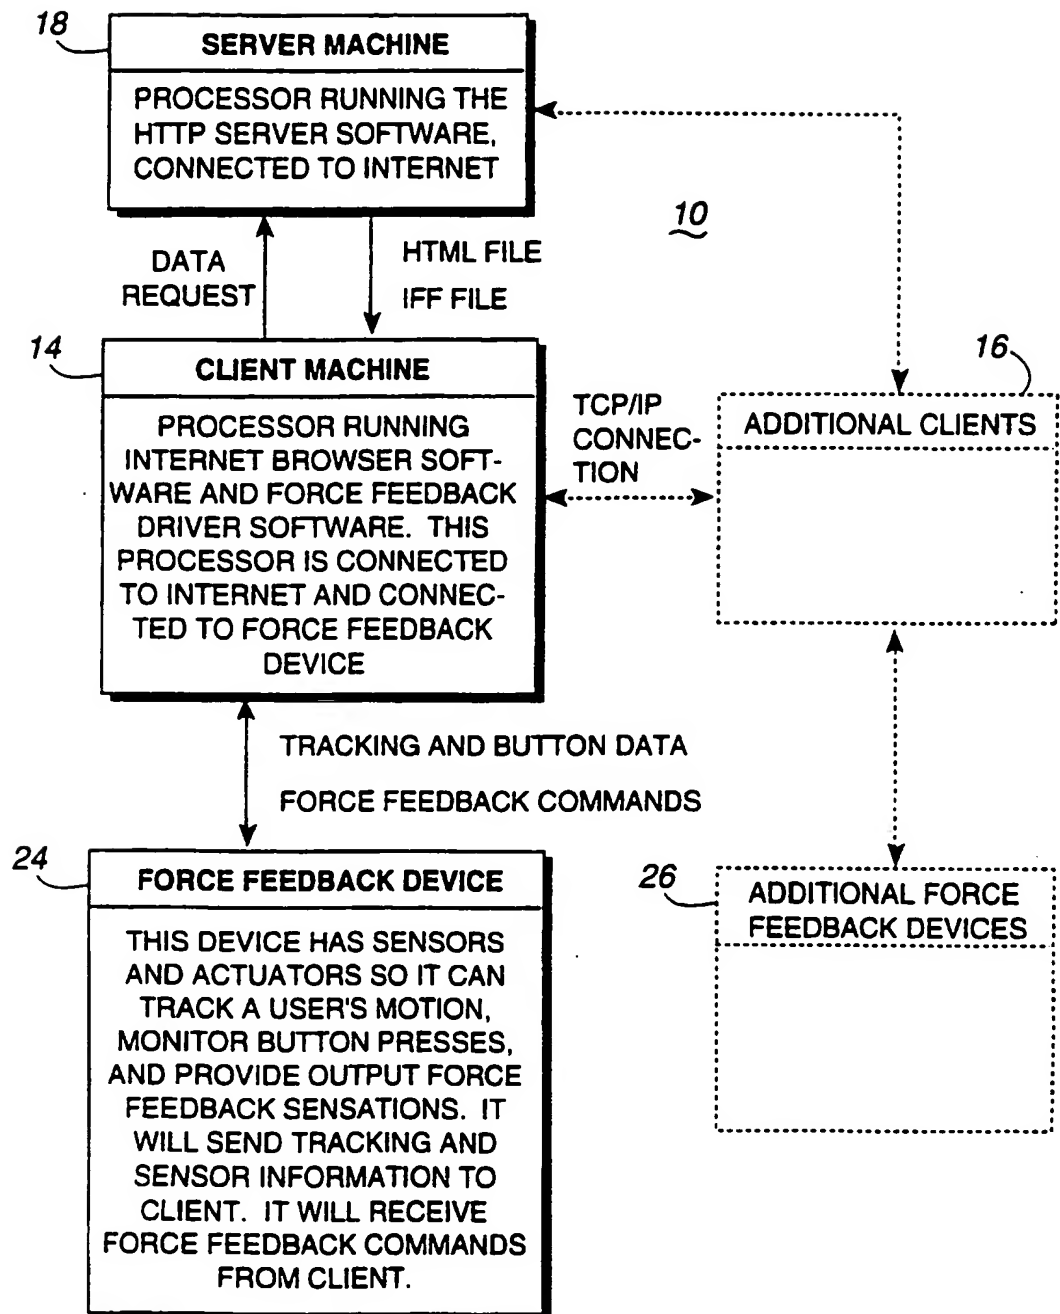 18
SERVER MACHINE
PROCESSOR RUNNING THE
HTTP SERVER SOFTWARE,
CONNECTED TO INTERNET
10
DATA
REQUEST
HTML FILE
IFF FILE
14
CLIENT MACHINE
PROCESSOR RUNNING
INTERNET BROWSER SOFT-
WARE AND FORCE FEEDBACK
DRIVER SOFTWARE. THIS
PROCESSOR IS CONNECTED
TO INTERNET AND CONNEC-
TED TO FORCE FEEDBACK
DEVICE
TCP/IP
CONNEC-
TION
16
ADDITIONAL CLIENTS
TRACKING AND BUTTON DATA
FORCE FEEDBACK COMMANDS
24
FORCE FEEDBACK DEVICE
THIS DEVICE HAS SENSORS
AND ACTUATORS SO IT CAN
TRACK A USER'S MOTION,
MONITOR BUTTON PRESSES,
AND PROVIDE OUTPUT FORCE
FEEDBACK SENSATIONS. IT
WILL SEND TRACKING AND
SENSOR INFORMATION TO
CLIENT. IT WILL RECEIVE
FORCE FEEDBACK COMMANDS
FROM CLIENT.
26
ADDITIONAL FORCE
FEEDBACK DEVICES